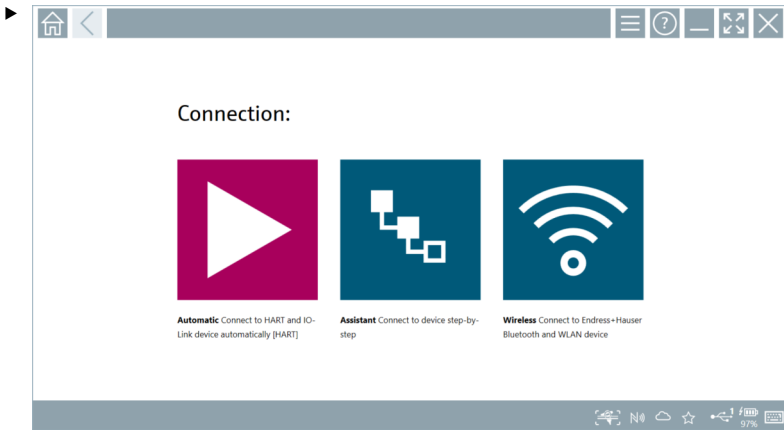 Connection:
Automatic Connect to HART and IO-
Link device automatically [HART]
Assistant Connect to device step-by-
step
Wireless Connect to Endress+Hauser
Bluetooth and WLAN device
1
97%